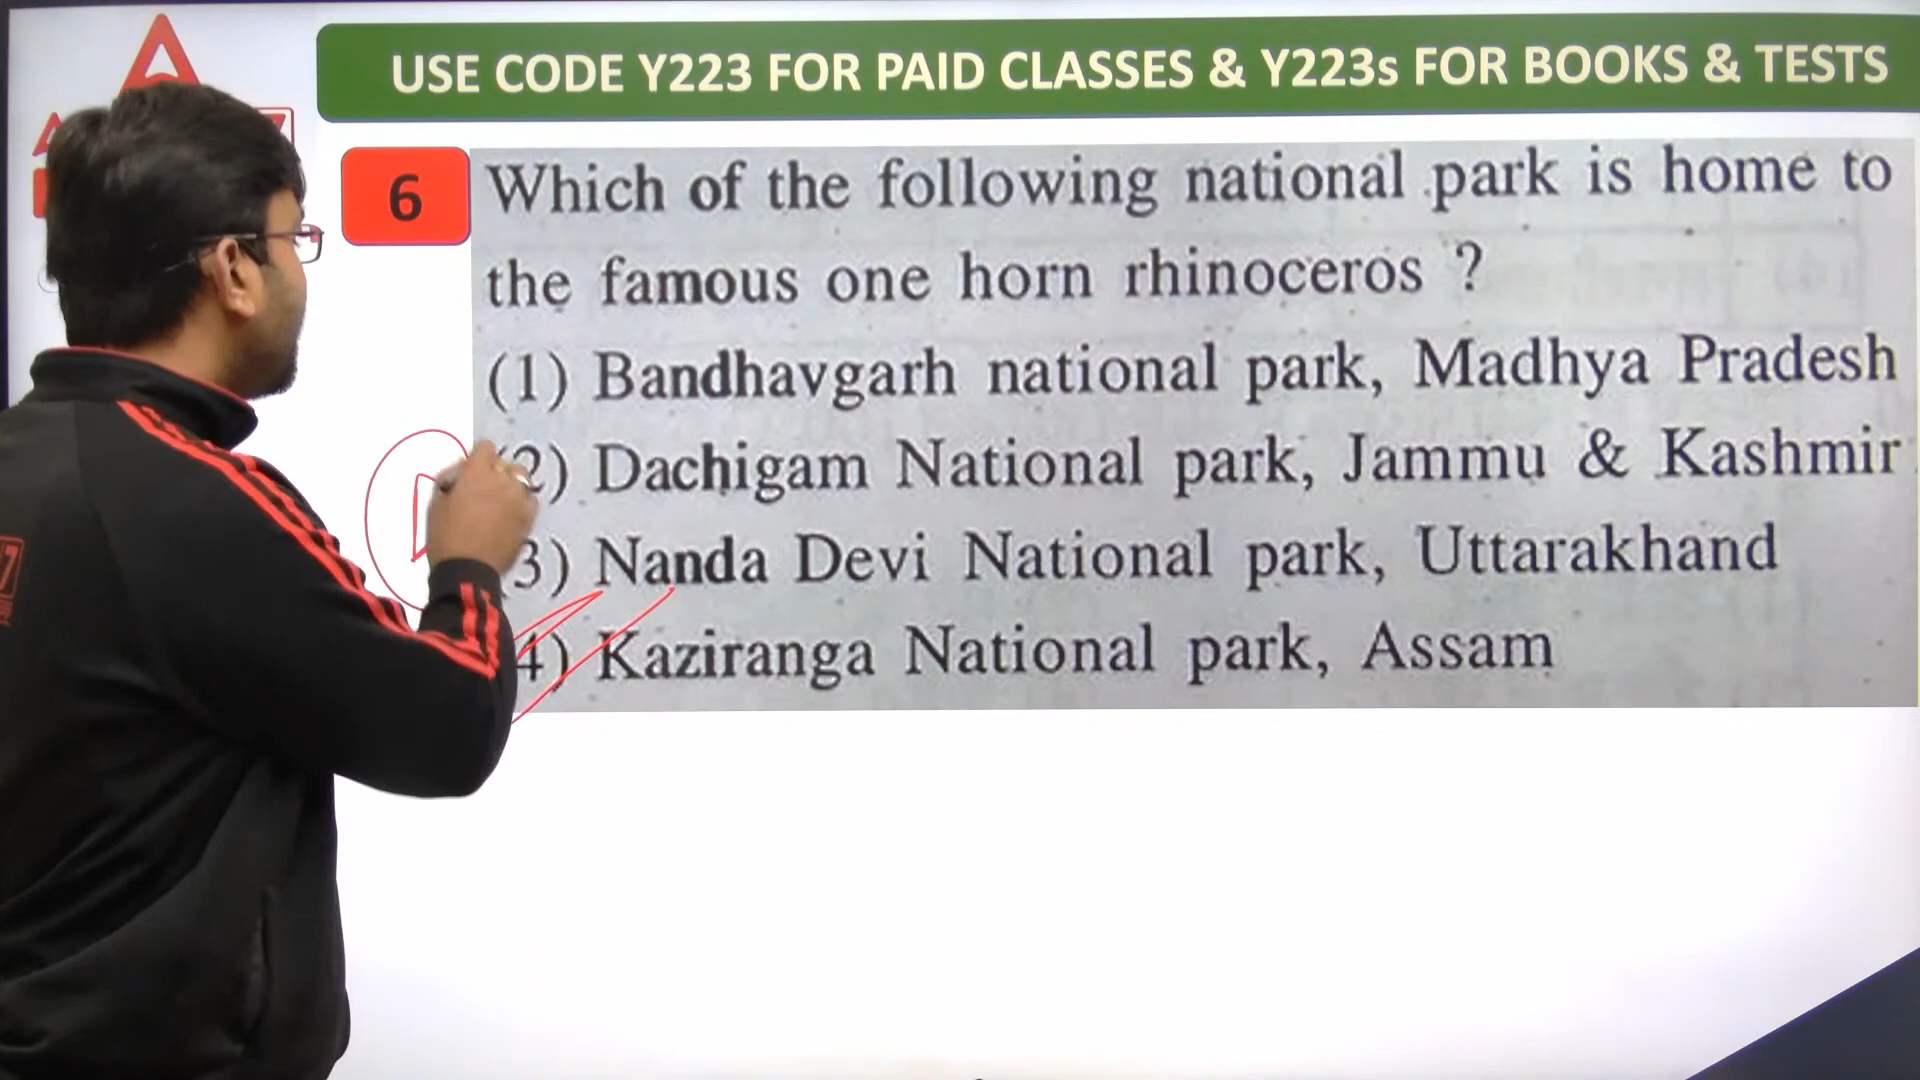 USE CODE Y223 FOR PAID CLASSES & Y223s FOR BOOKS & TESTS
6
Which of the following national park is home to
the famous one horn rhinoceros ?
(1) Bandhavgarh national park, Madhya Pradesh
(2) Dachigam National park, Jammu & Kashmir
(3) Nanda Devi National park, Uttarakhand
(4) Kaziranga National park, Assam
7